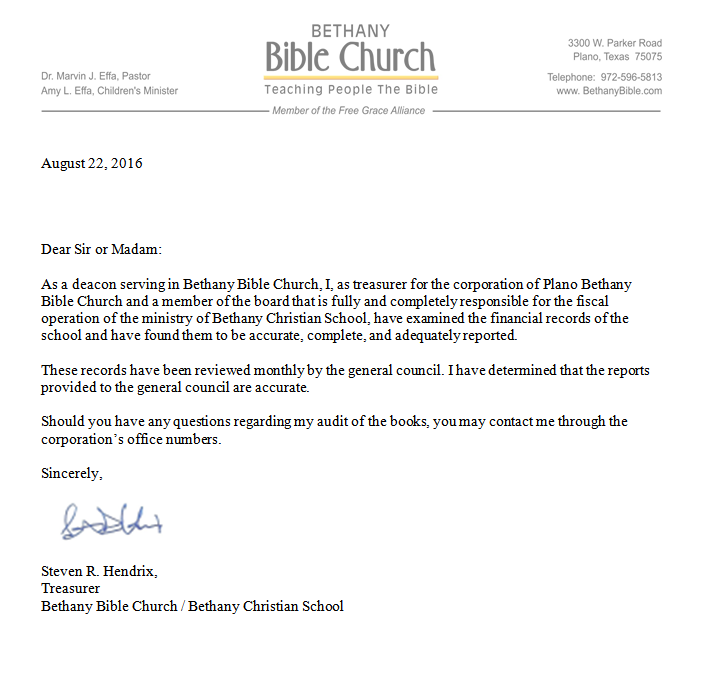 BETHANY
Bible Church
Teaching People The Bible
Dr. Marvin J. Effa, Pastor
Amy L. Effa, Children's Minister
3300 W. Parker Road
Plano, Texas 75075
Telephone: 972-596-5813
www. BethanyBible.com
Member of the Free Grace Alliance
August 22, 2016
Dear Sir or Madam:
As a deacon serving in Bethany Bible Church, I, as treasurer for the corporation of Plano Bethany
Bible Church and a member of the board that is fully and completely responsible for the fiscal
operation of the ministry of Bethany Christian School, have examined the financial records of the
school and have found them to be accurate, complete, and adequately reported.
These records have been reviewed monthly by the general council. I have determined that the reports
provided to the general council are accurate.
Should you have any questions regarding my audit of the books, you may contact me through the
corporation's office numbers.
Sincerely,
Steven R. Hendrix,
Treasurer
Bethany Bible Church / Bethany Christian School